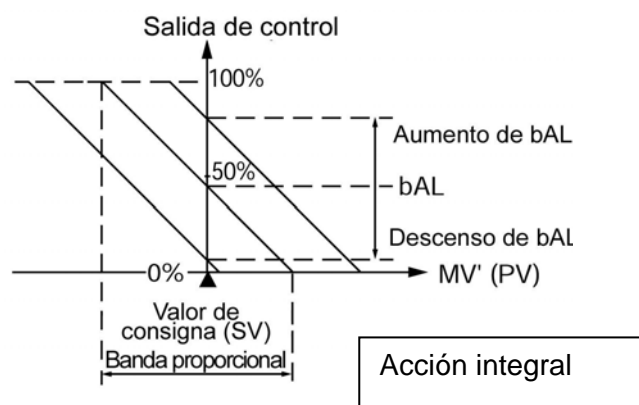 Salida de control
100%
Aumento de bAL
50%
bAL
Descenso de bAL
0%
MV' (PV)
Valor de
consigna (SV)
Banda proporcional
Acción integral